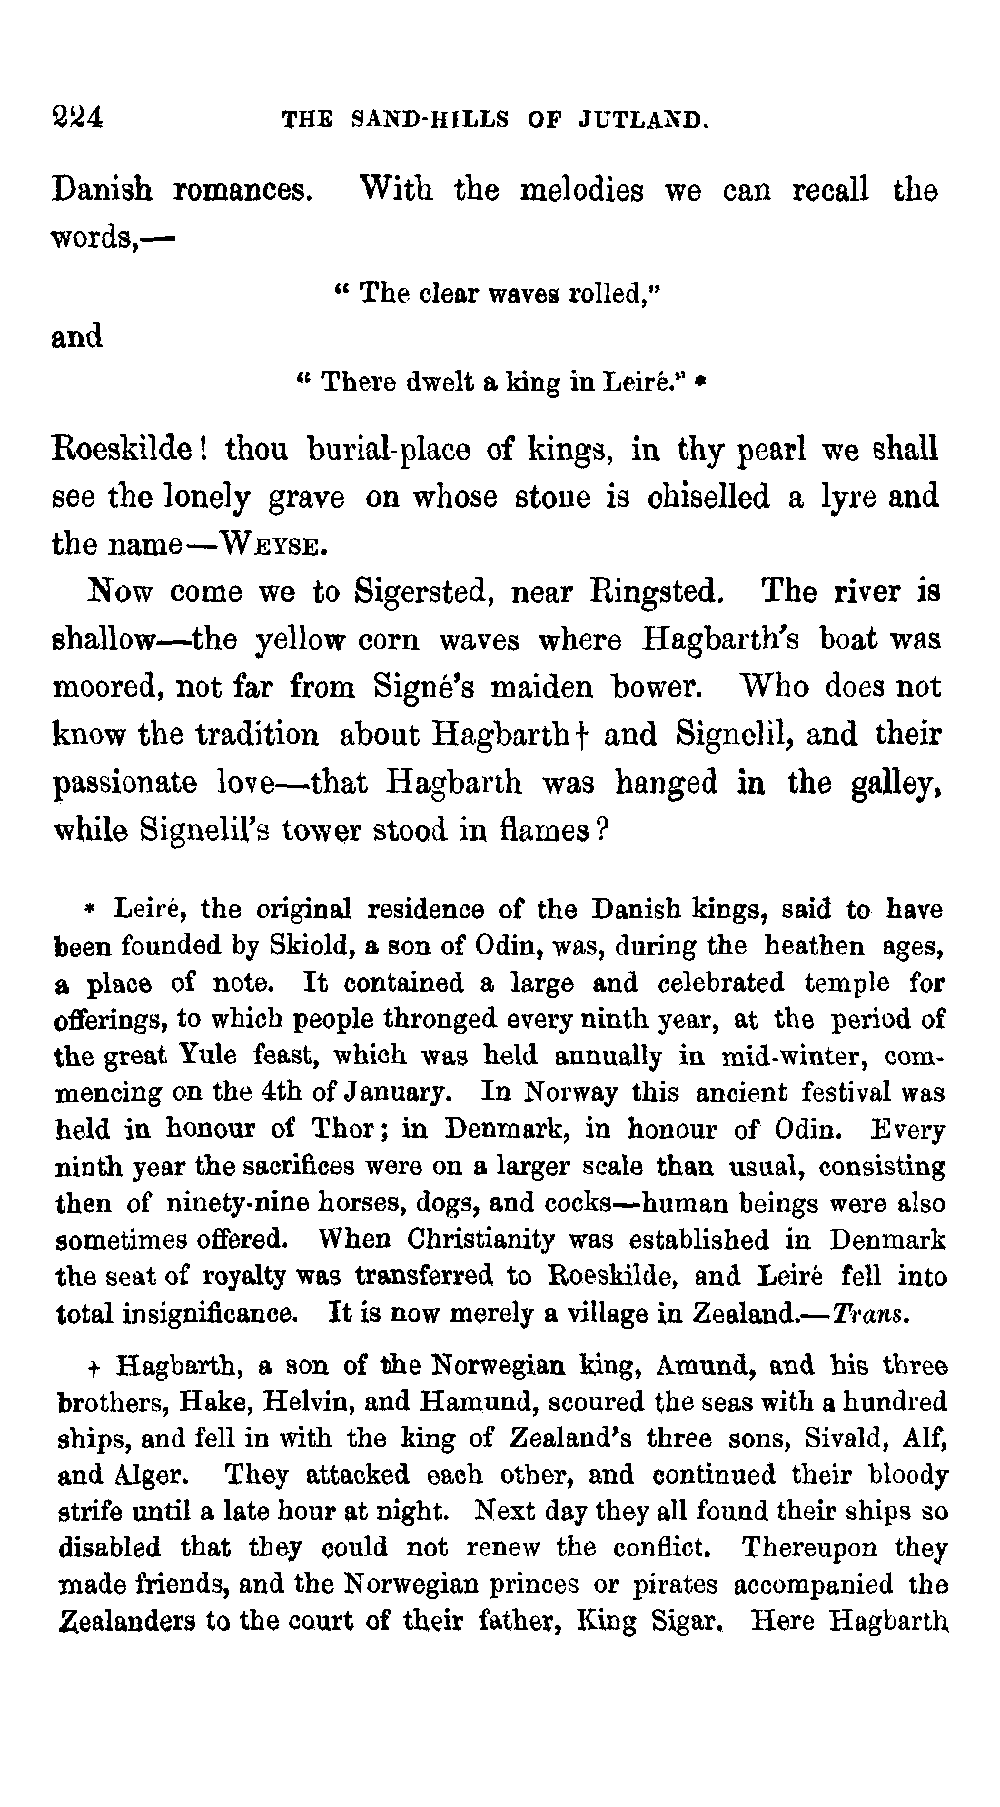 224 THE SAND-HILLS OF JUTLAND.
Danish romances. With the melodies we can recall the
words,—
“ The clear waves rolled,”
and
“ There dwelt a king in Leiré.” *
Roeskilde! thou burial-place of kings, in thy pearl we shall
see the lonely grave on whose stone is chiselled a lyre and
the name—WEYSE.
Now come we to Sigersted, near Ringsted. The river is
shallow—the yellow corn waves where Hagbarth’s boat was
moored, not far from Signé’s maiden bower. Who does not
know the tradition about Hagbarth† and Signelil, and their
passionate love—that Hagbarth was hanged in the galley,
while Signelil’s tower stood in flames?
* Leiré, the original residence of the Danish kings, said to have
been founded by Skiold, a son of Odin, was, during the heathen ages,
a place of note. It contained a large and celebrated temple for
offerings, to which people thronged every ninth year, at the period of
the great Yule feast, which was held annually in mid-winter, com-
mencing on the 4th of January. In Norway this ancient festival was
held in honour of Thor; in Denmark, in honour of Odin. Every
ninth year the sacrifices were on a larger scale than usual, consisting
then of ninety-nine horses, dogs, and cocks—human beings were also
sometimes offered. When Christianity was established in Denmark
the seat of royalty was transferred to Roeskilde, and Leiré fell into
total insignificance. It is now merely a village in Zealand.—Trans.
† Hagbarth, a son of the Norwegian king, Amund, and his three
brothers, Hake, Helvin, and Hamund, scoured the seas with a hundred
ships, and fell in with the king of Zealand’s three sons, Sivald, Alf,
and Alger. They attacked each other, and continued their bloody
strife until a late hour at night. Next day they all found their ships so
disabled that they could not renew the conflict. Thereupon they
made friends, and the Norwegian princes or pirates accompanied the
Zealanders to the court of their father, King Sigar. Here Hagbarth